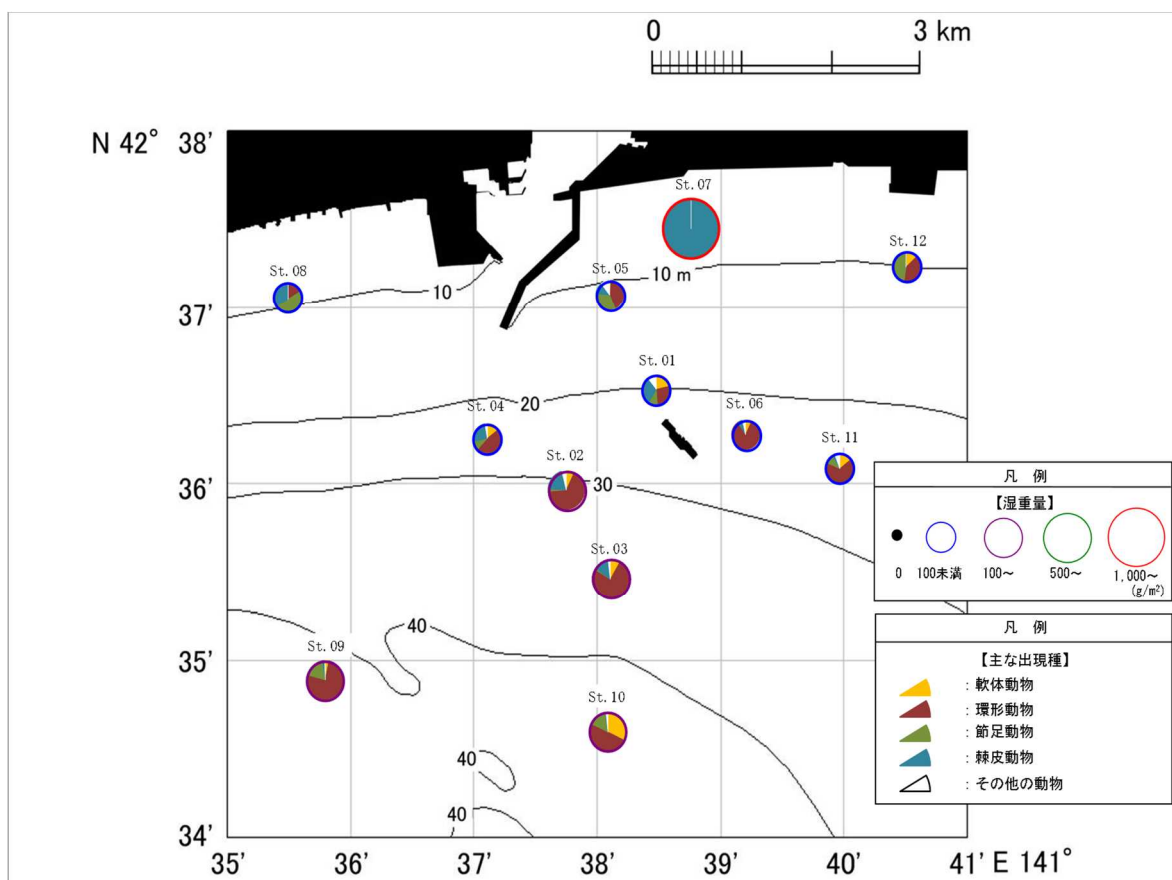 0 3 km
N 42° 38'
St.07
St.12
St.08
St.05
10 m
10
37'
St.01
St.04
20
St.06
St.11
St.02
36'
30
凡 例
【湿重量】
St.03
0 100未満 100～ 500～ 1,000～
(g/m²)
凡 例
40
35'
St.09
【主な出現種】
：軟体動物
St.10
：環形動物
：節足動物
40
：棘皮動物
：その他の動物
40
34'
35' 36' 37' 38' 39' 40' 41' E 141°